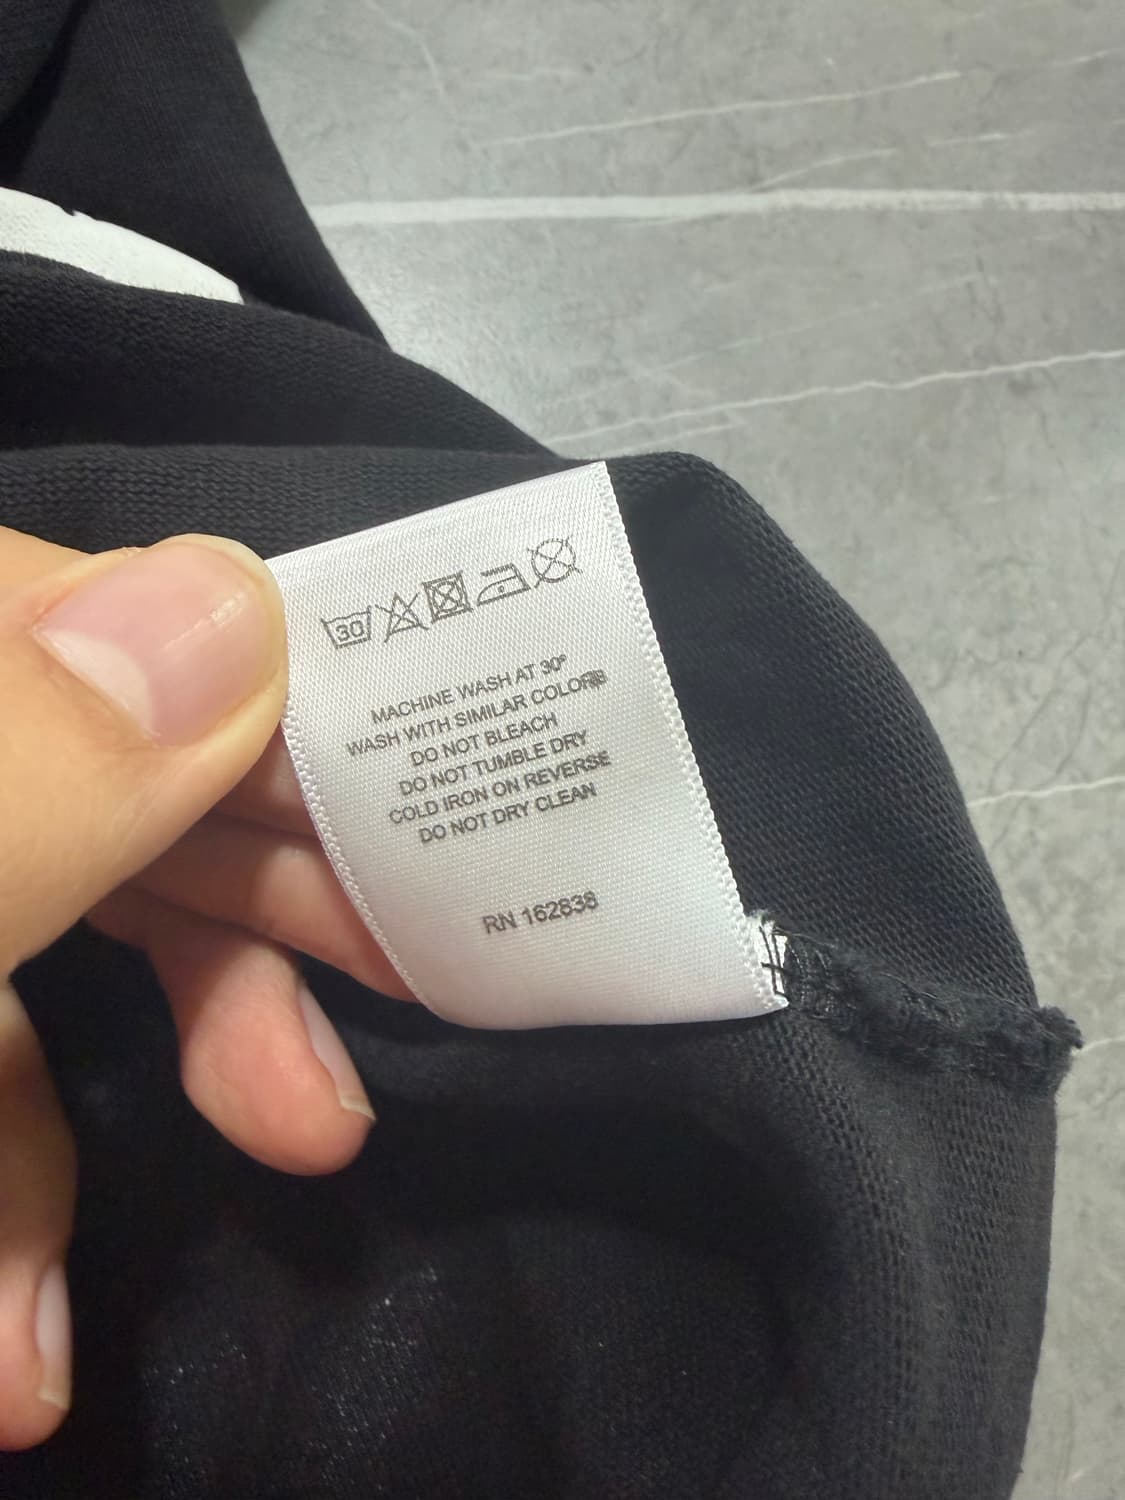 30
MACHINE WASH AT 30°
WASH WITH SIMILAR COLORS
DO NOT BLEACH
DO NOT TUMBLE DRY
COLD IRON ON REVERSE
DO NOT DRY CLEAN
RN 162838